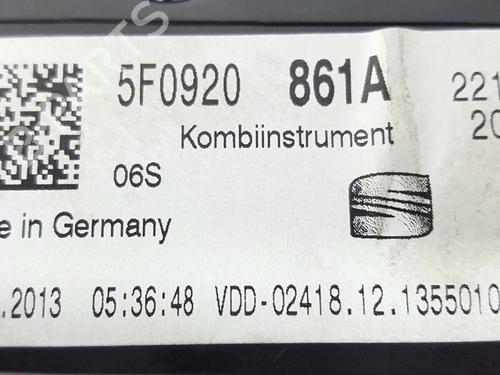 5F0920 861A 221
Kombiinstrument 20
06S
e in Germany
.2013 05:36:48 VDD-02418.12.1355010